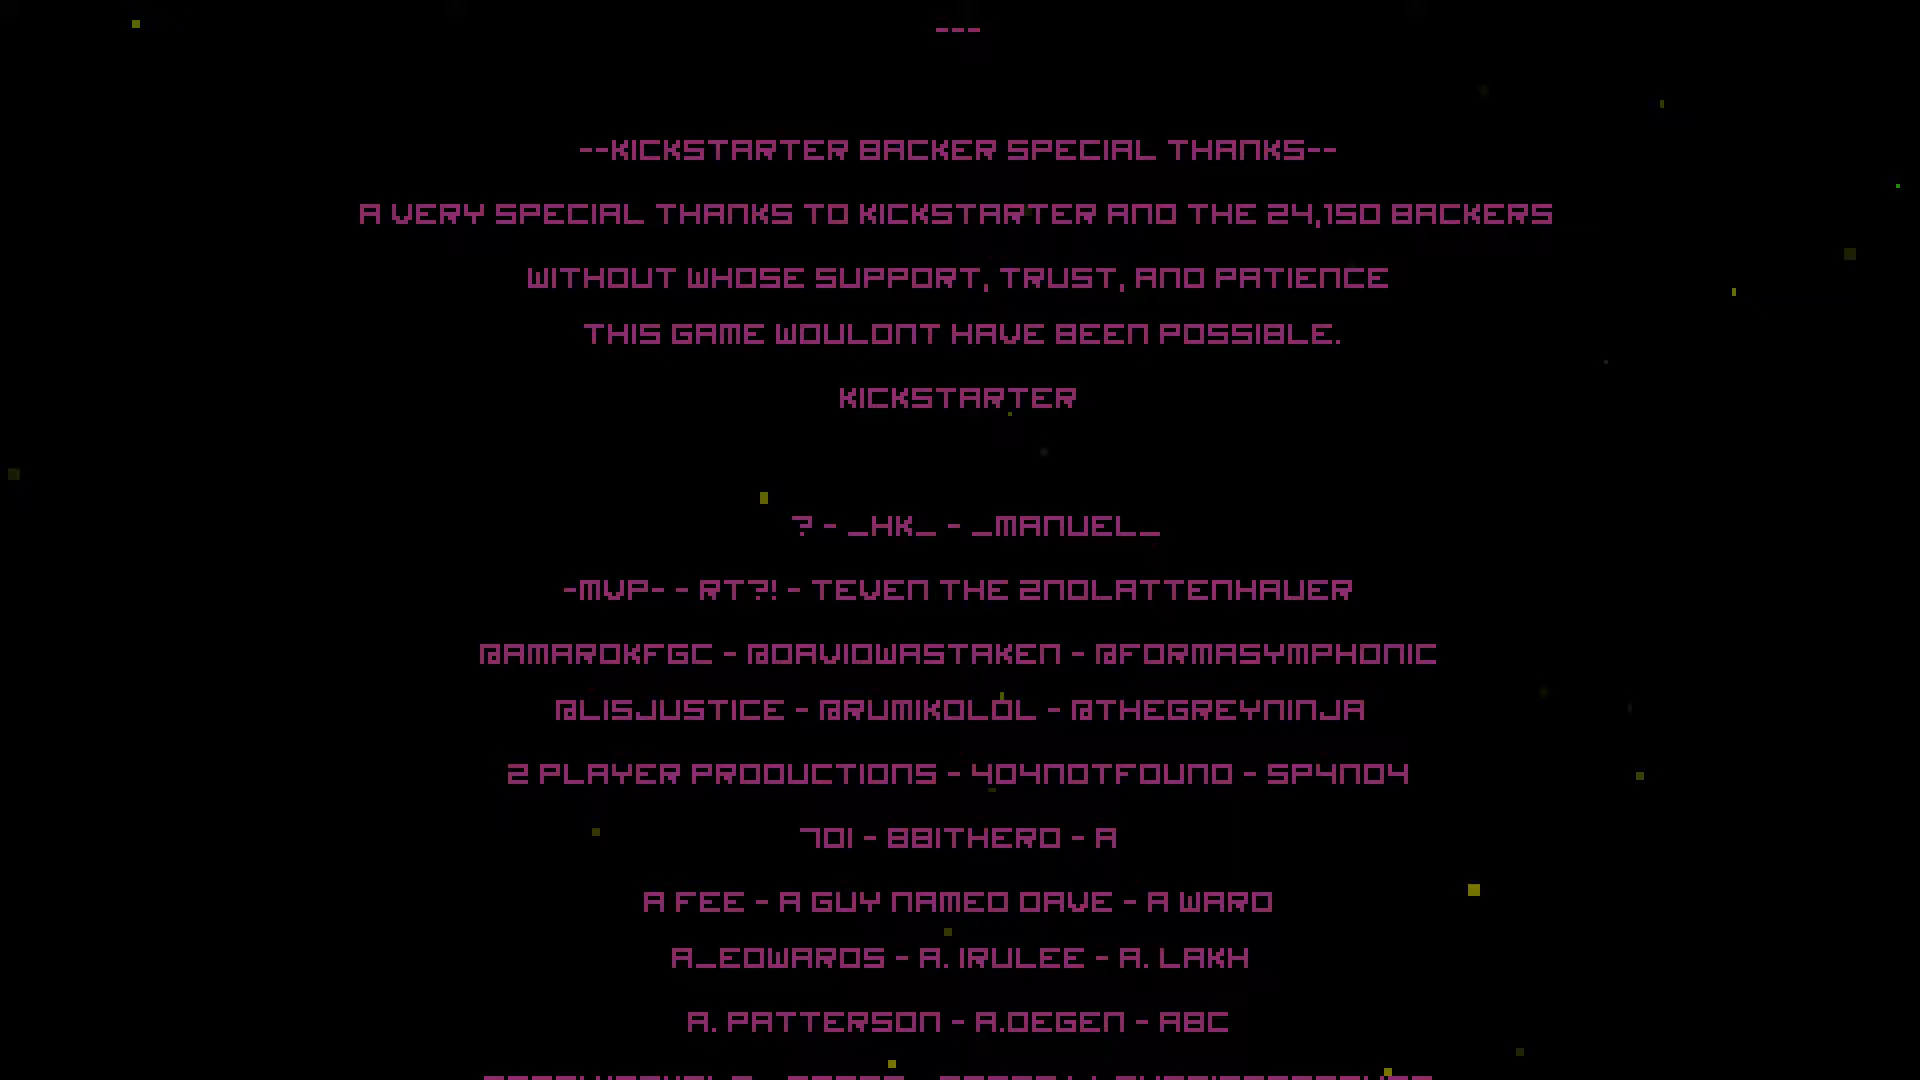 ---
--KICKSTARTER BACKER SPECIAL THANKS--
A VERY SPECIAL THANKS TO KICKSTARTER AND THE 24,150 BACKERS
WITHOUT WHOSE SUPPORT, TRUST, AND PATIENCE
THIS GAME WOULDNT HAVE BEEN POSSIBLE.
KICKSTARTER
? - _HK_ - _MANUEL_
-MVP- - RT?! - TEVEN THE 2NDLATTENHAUER
@AMAROKFGC - @DAVIDWASTAKEN - @FORMASYMPHONIC
@LISJUSTICE - @RUMIKOLOL - @THEGREYNINJA
2 PLAYER PRODUCTIONS - 404NOTFOUND - 5P4ND4
701 - 8BITHERO - A
A FEE - A GUY NAMED DAVE - A WARD
A_EDWARDS - A. IRULEE - A. LAKH
A. PATTERSON - A.DEGEN - ABC